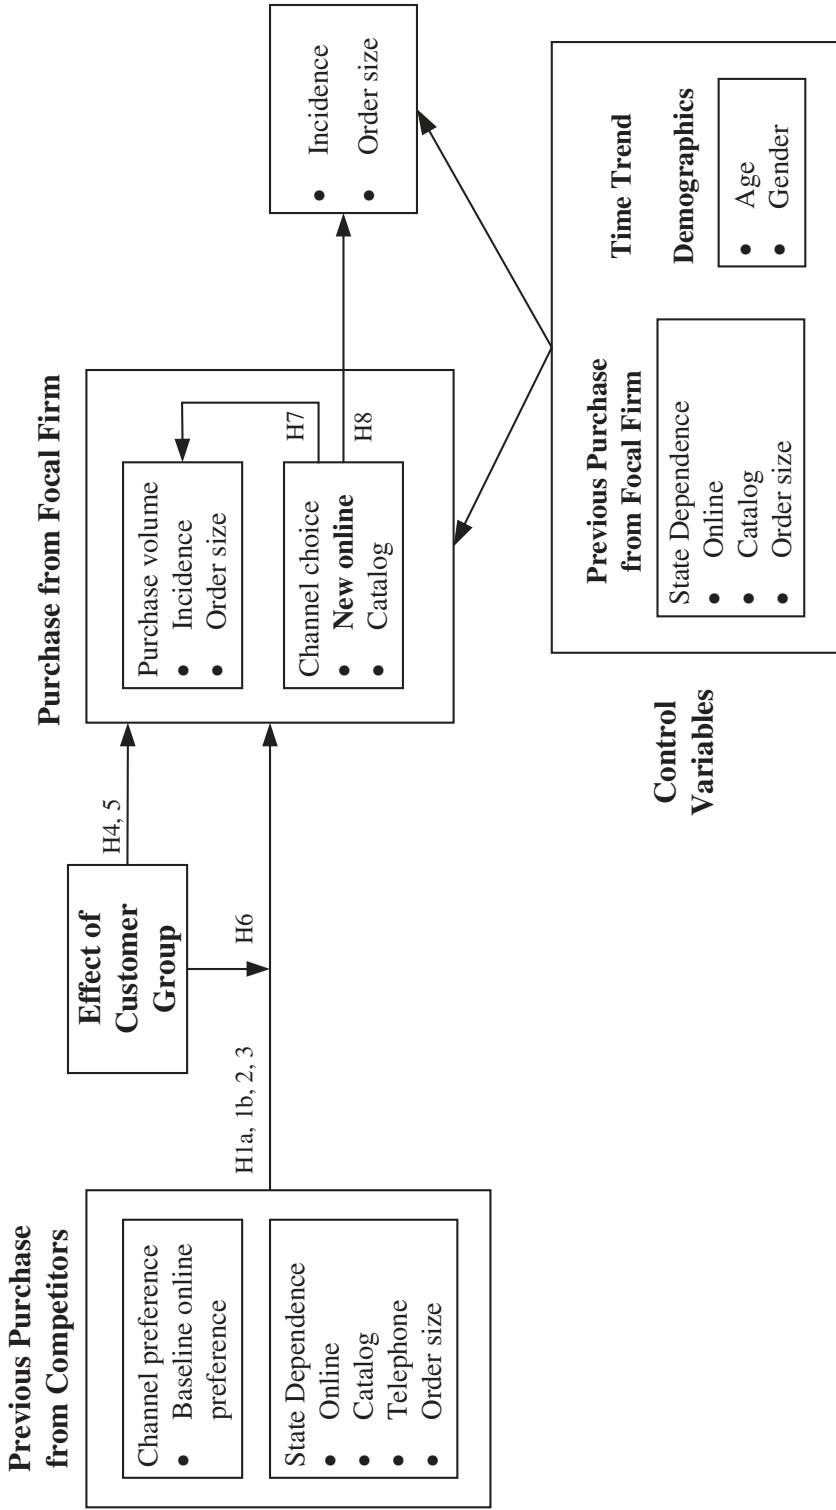 Previous Purchase
from Competitors
Channel preference
• Baseline online
preference
State Dependence
• Online
• Catalog
• Telephone
• Order size
H1a, 1b, 2, 3
Effect of
Customer
Group
H6
H4, 5
Purchase from Focal Firm
Purchase volume
• Incidence
• Order size
Channel choice
• New online
• Catalog
H7
H8
• Incidence
• Order size
Control
Variables
Previous Purchase
from Focal Firm
State Dependence
• Online
• Catalog
• Order size
Time Trend
Demographics
• Age
• Gender